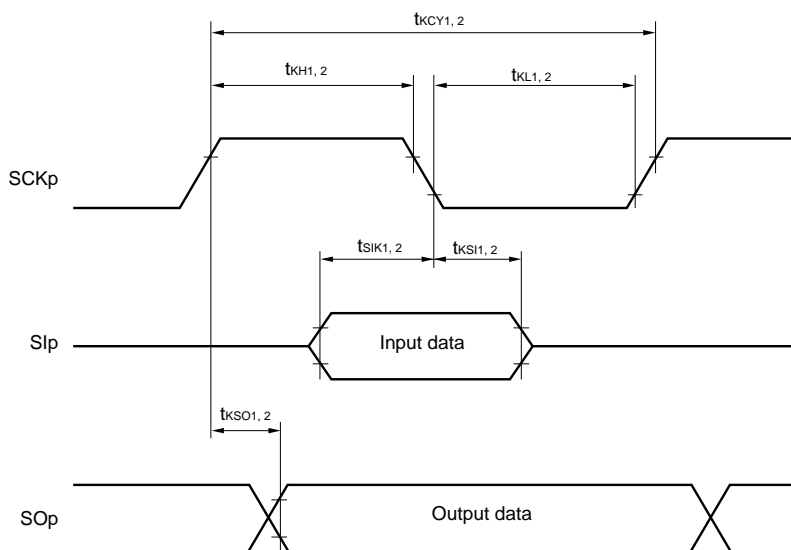 tKCY1, 2
tKH1, 2
tKL1, 2
SCKp
tSIK1, 2
tKSI1, 2
SIp
Input data
tKSO1, 2
SOp
Output data